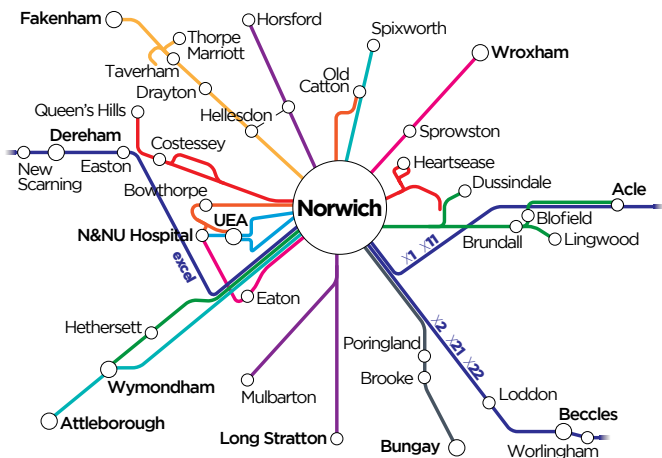 Fakenham
Horsford
Spixworth
Thorpe
Marriott
Wroxham
Taverham
Old
Catton
Drayton
Queen's Hills
Hellesdon
Sprowston
Dereham
Costessey
Heartsease
New
Scarning
Easton
Dussindale
Acle
Bowthorpe
Norwich
UEA
Blofield
N&NU Hospital
Brundall
Lingwood
X1 X11
excel
Eaton
Hethersett
Poringland
X2 X21 X22
Wymondham
Mulbarton
Brooke
Loddon
Attleborough
Long Stratton
Bungay
Beccles
Worlingham